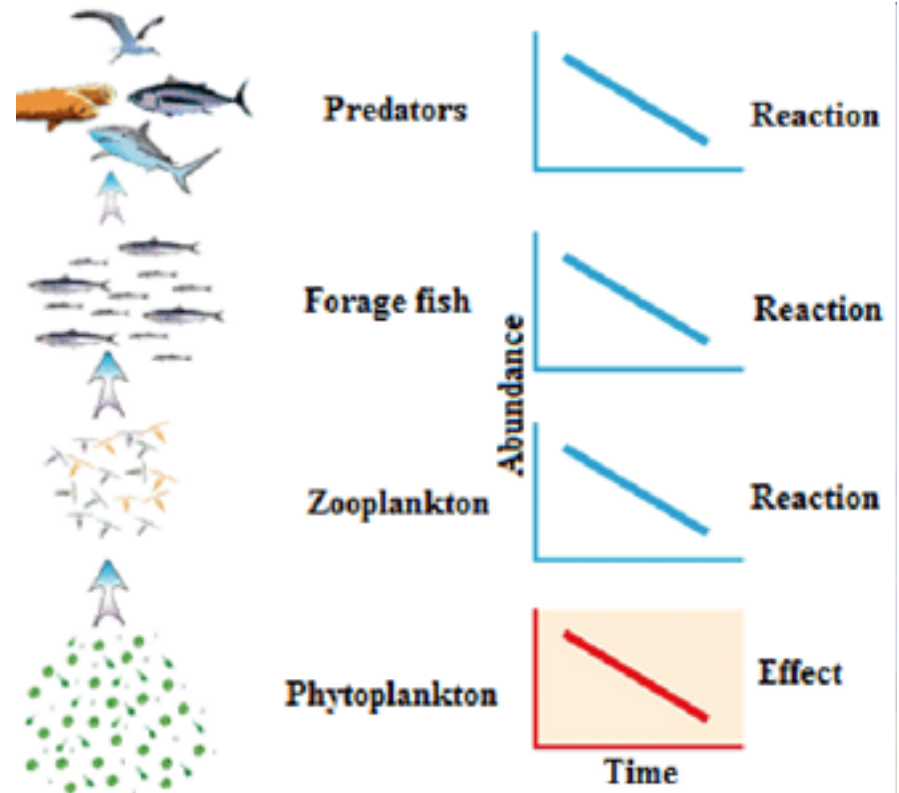 Predators
Reaction
Forage fish
Reaction
Abundance
Zooplankton
Reaction
Phytoplankton
Effect
Time